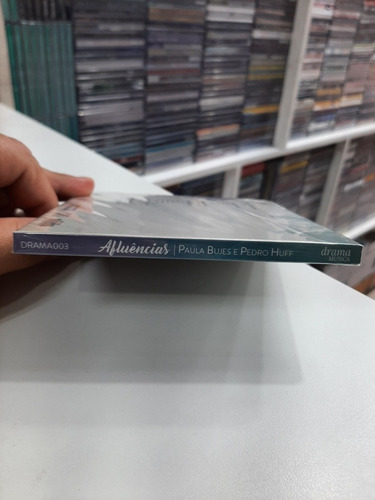 DRAMA003 Afluências | PAULA BUJES E PEDRO HUFF drama
MÚSICA